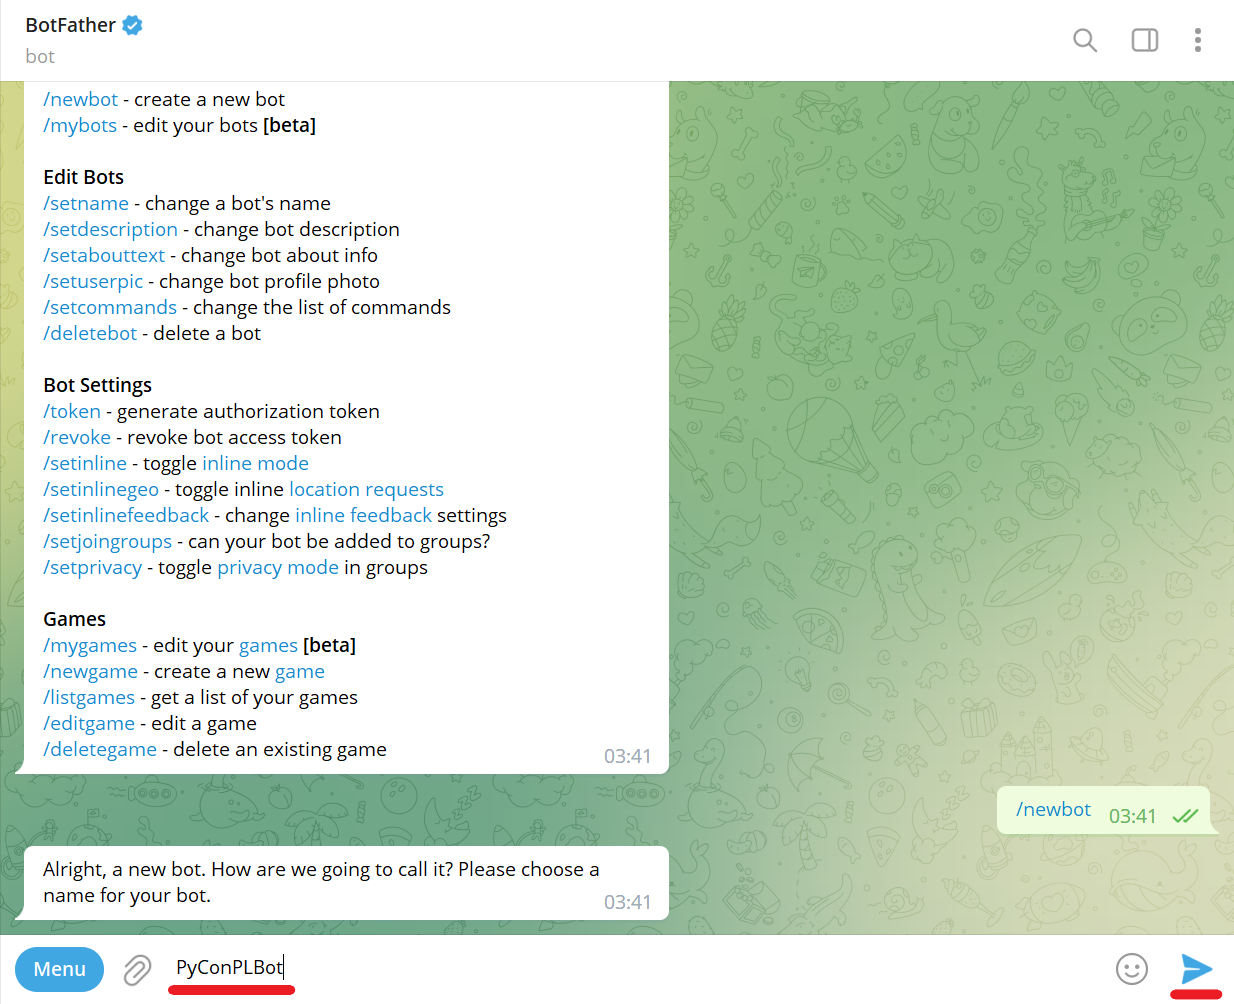 BotFather
bot
/newbot - create a new bot
/mybots - edit your bots [beta]
Edit Bots
/setname - change a bot's name
/setdescription - change bot description
/setabouttext - change bot about info
/setuserpic - change bot profile photo
/setcommands - change the list of commands
/deletebot - delete a bot
Bot Settings
/token - generate authorization token
/revoke - revoke bot access token
/setinline - toggle inline mode
/setinlinegeo - toggle inline location requests
/setinlinefeedback - change inline feedback settings
/setjoingroups - can your bot be added to groups?
/setprivacy - toggle privacy mode in groups
Games
/mygames - edit your games [beta]
/newgame - create a new game
/listgames - get a list of your games
/editgame - edit a game
/deletegame - delete an existing game
03:41
/newbot 03:41
Alright, a new bot. How are we going to call it? Please choose a
name for your bot.
03:41
Menu
PyConPLBot